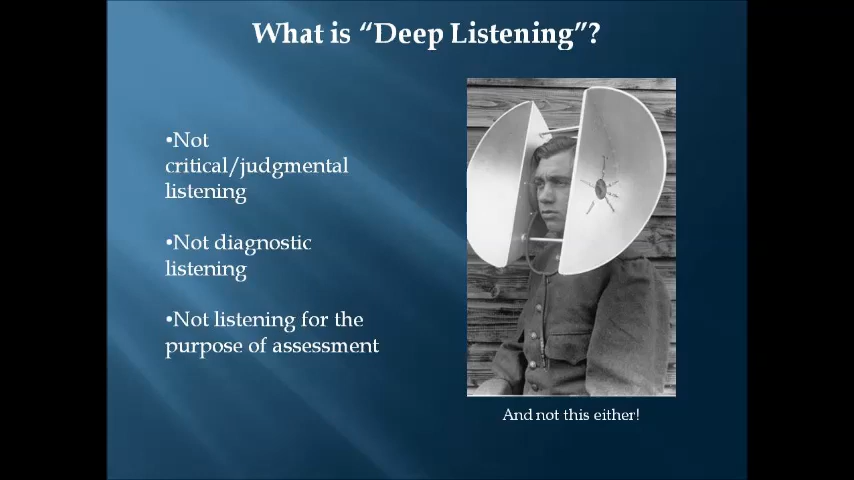 What is “Deep Listening”?
•Not
critical/judgmental
listening
•Not diagnostic
listening
•Not listening for the
purpose of assessment
And not this either!